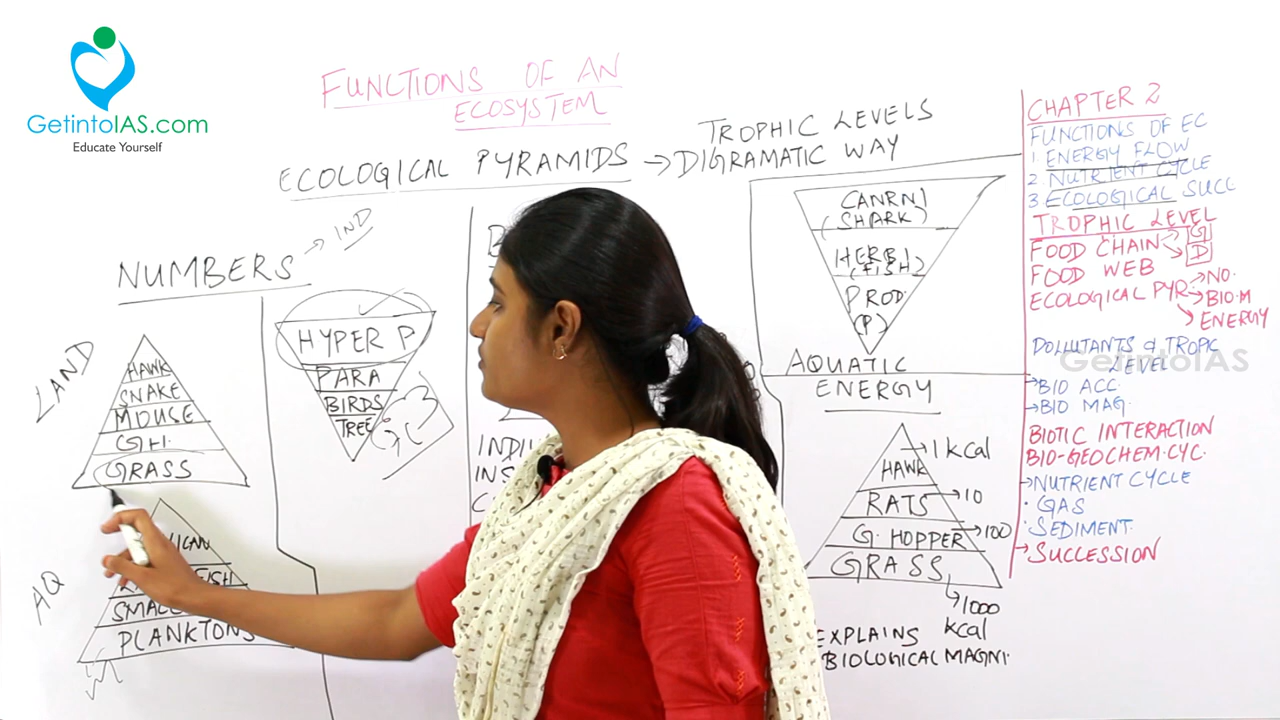 GetintoIAS.com
Educate Yourself
FUNCTIONS OF AN
ECOSYSTEM
ECOLOGICAL PYRAMIDS →
TROPHIC LEVELS
DIGRAMATIC WAY
NUMBERS → IND
LAND
HAWK
SNAKE
MOUSE
G.H.
GRASS
AQ
FISH
SMALL
PLANKTONS
HYPER P
PARA
BIRDS
TREE
CANRNI
(SHARK)
HERBI
(FISH)
PROD
(P)
AQUATIC
ENERGY
HAWK → 1 kcal
RATS → 10
G. HOPPER → 100
GRASS
→ 1000
kcal
EXPLAINS
BIOLOGICAL MAGNI.
CHAPTER 2
FUNCTIONS OF EC
1. ENERGY FLOW
2. NUTRIENT CYCLE
3. ECOLOGICAL SUCC
TROPHIC LEVEL
FOOD CHAIN → G
→ D
FOOD WEB
ECOLOGICAL PYR. → NO.
→ BIO.M
→ ENERGY
POLLUTANTS & TROPIC
LEVEL
GetintoIAS
→ BIO ACC.
→ BIO MAG.
BIOTIC INTERACTION
BIO-GEOCHEM.CYC.
→ NUTRIENT CYCLE
· GAS
· SEDIMENT.
→ SUCCESSION